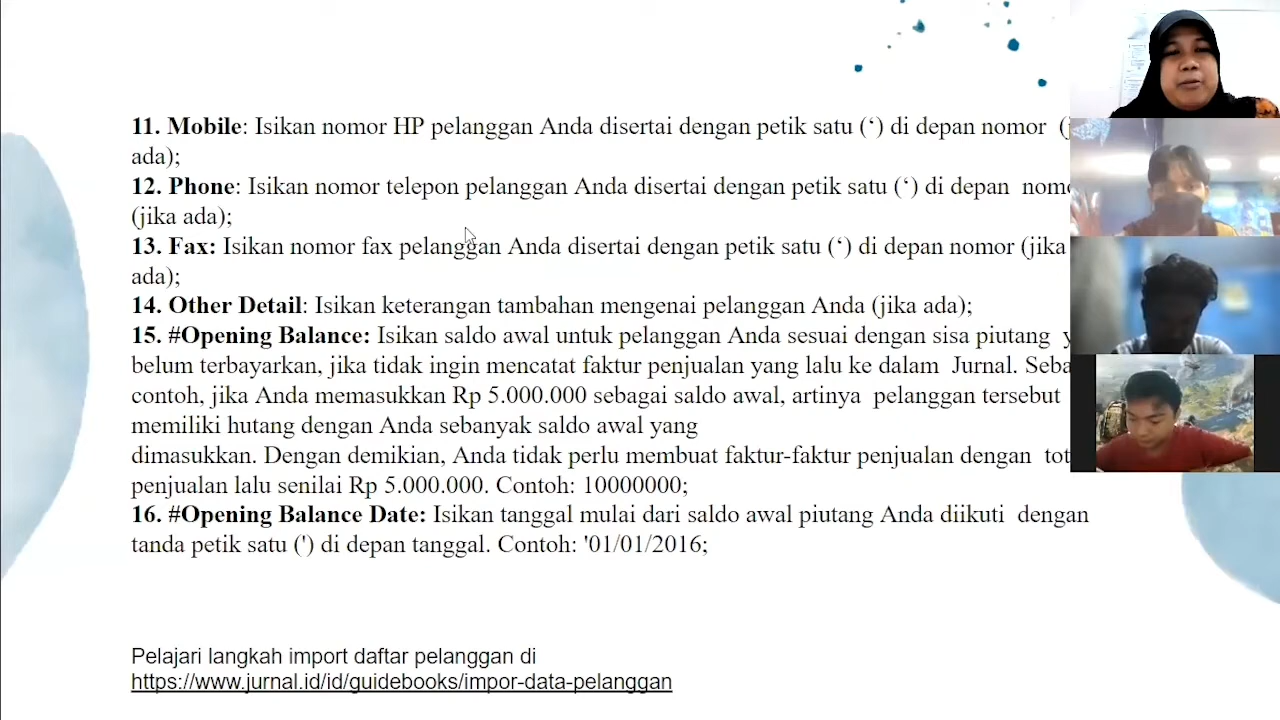 11. Mobile: Isikan nomor HP pelanggan Anda disertai dengan petik satu (‘) di depan nomor
ada);
12. Phone: Isikan nomor telepon pelanggan Anda disertai dengan petik satu (‘) di depan
(jika ada);
13. Fax: Isikan nomor fax pelanggan Anda disertai dengan petik satu (‘) di depan nomor (jika
ada);
14. Other Detail: Isikan keterangan tambahan mengenai pelanggan Anda (jika ada);
15. #Opening Balance: Isikan saldo awal untuk pelanggan Anda sesuai dengan sisa piutang
belum terbayarkan, jika tidak ingin mencatat faktur penjualan yang lalu ke dalam Jurnal.
contoh, jika Anda memasukkan Rp 5.000.000 sebagai saldo awal, artinya pelanggan tersebut
memiliki hutang dengan Anda sebanyak saldo awal yang
dimasukkan. Dengan demikian, Anda tidak perlu membuat faktur-faktur penjualan dengan
penjualan lalu senilai Rp 5.000.000. Contoh: 10000000;
16. #Opening Balance Date: Isikan tanggal mulai dari saldo awal piutang Anda diikuti dengan
tanda petik satu (') di depan tanggal. Contoh: '01/01/2016;
Pelajari langkah import daftar pelanggan di
https://www.jurnal.id/id/guidebooks/impor-data-pelanggan